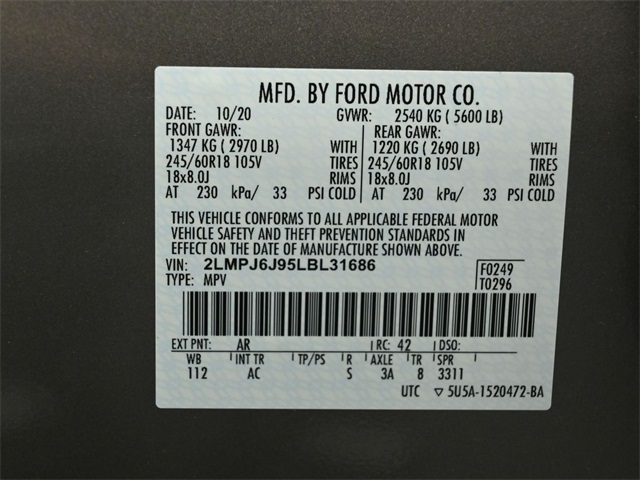 MFD. BY FORD MOTOR CO.
DATE: 10/20 GVWR: 2540 KG ( 5600 LB)
FRONT GAWR: REAR GAWR:
1347 KG ( 2970 LB) WITH 1220 KG ( 2690 LB) WITH
245/60R18 105V TIRES 245/60R18 105V TIRES
18x8.0J RIMS 18x8.0J RIMS
AT 230 kPa/ 33 PSI COLD AT 230 kPa/ 33 PSI COLD
THIS VEHICLE CONFORMS TO ALL APPLICABLE FEDERAL MOTOR
VEHICLE SAFETY AND THEFT PREVENTION STANDARDS IN
EFFECT ON THE DATE OF MANUFACTURE SHOWN ABOVE.
VIN: 2LMPJ6J95LBL31686 F0249
TYPE: MPV T0296
EXT PNT: AR RC: 42 DSO:
WB INT TR TP/PS R AXLE TR SPR
112 AC S 3A 8 3311
UTC ▽ 5U5A-1520472-BA